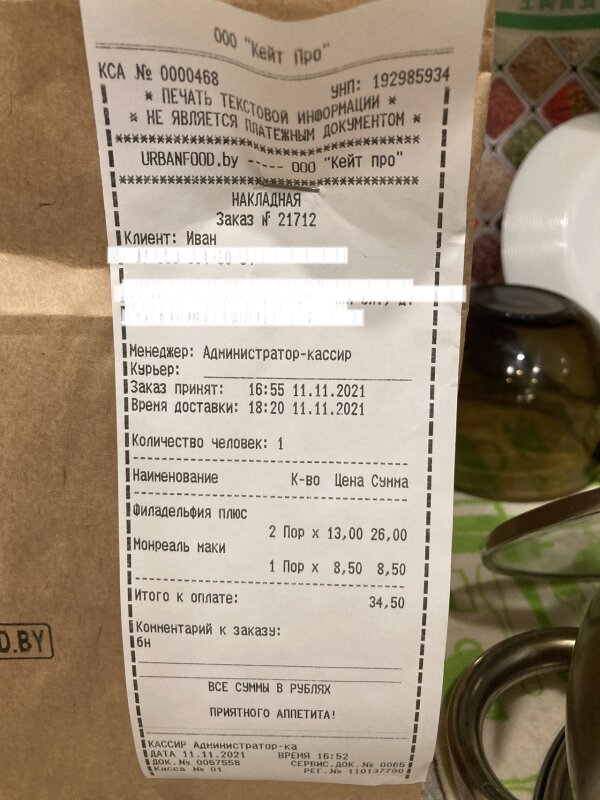 ООО "Кейт Про"
КСА № 0000468 УНП: 192985934
* ПЕЧАТЬ ТЕКСТОВОЙ ИНФОРМАЦИИ *
* НЕ ЯВЛЯЕТСЯ ПЛАТЕЖНЫМ ДОКУМЕНТОМ *
URBANFOOD.by ----- ООО "Кейт про"
НАКЛАДНАЯ
Заказ № 21712
Клиент: Иван
Менеджер: Администратор-кассир
Курьер:
Заказ принят: 16:55 11.11.2021
Время доставки: 18:20 11.11.2021
Количество человек: 1
Наименование К-во Цена Сумма
Филадельфия плюс
2 Пор х 13,00 26,00
Монреаль маки
1 Пор х 8,50 8,50
Итого к оплате: 34,50
Комментарий к заказу:
бн
ВСЕ СУММЫ В РУБЛЯХ
ПРИЯТНОГО АППЕТИТА!
КАССИР Администратор-ка
ДАТА 11.11.2021 ВРЕМЯ 16:52
ДОК.№ 0057558 СЕРВИС.ДОК.№ 0065
Касса № 01 РЕГ.№ 110137790
D.BY